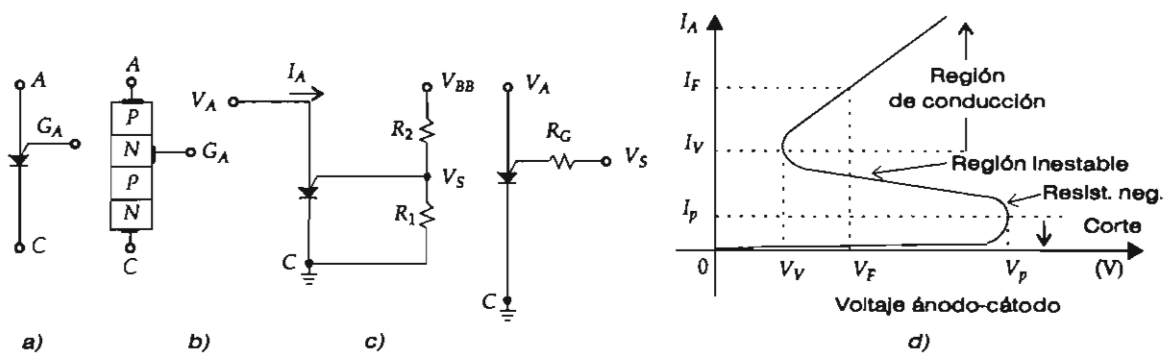 A
G_A
C
a)
A
P
N
P
N
G_A
C
b)
I_A
V_A
V_BB
R_2
V_S
R_1
C
c)
V_A
R_G
V_S
C
I_A
I_F
I_V
I_p
0
V_V
V_F
V_p
(V)
Región
de conducción
Región inestable
Resist. neg.
Corte
Voltaje ánodo-cátodo
d)